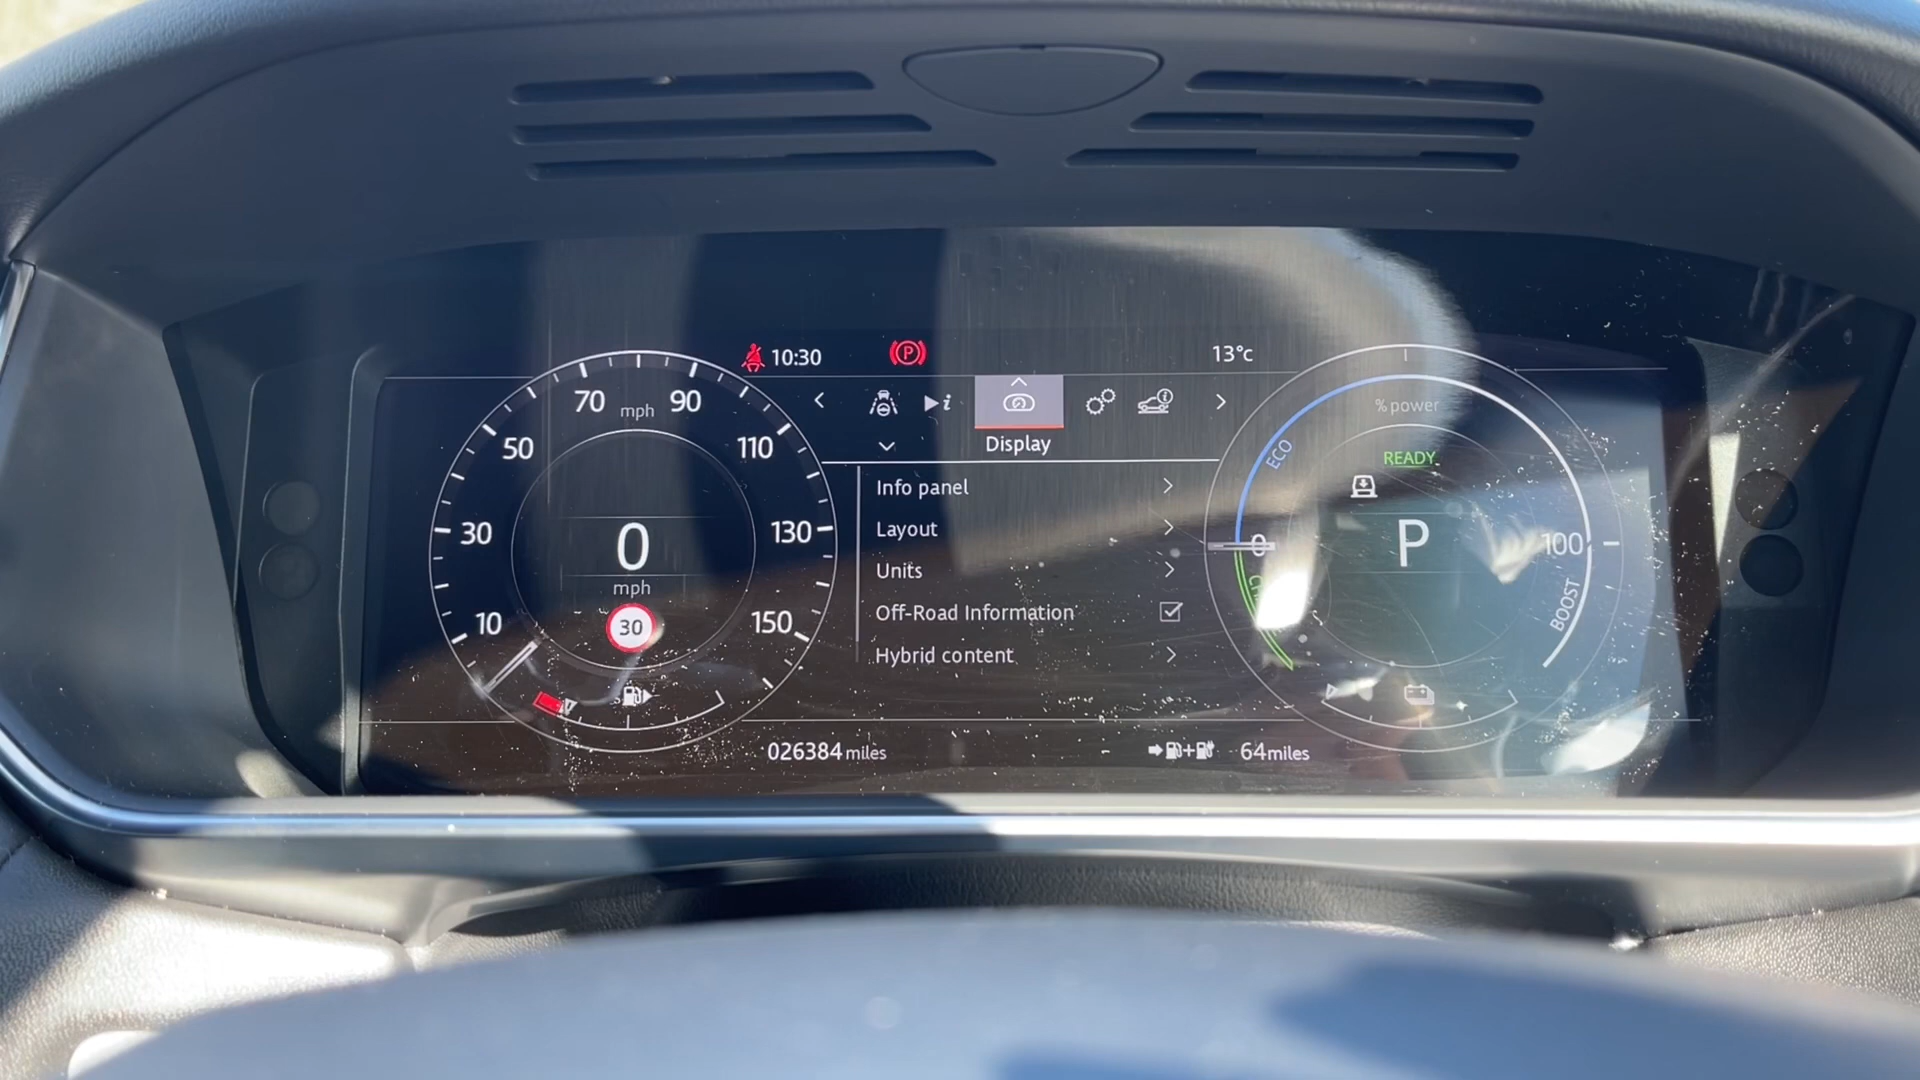 10:30
P
13°c
i
i
Display
Info panel
Layout
Units
Off-Road Information
Hybrid content
10
30
50
70
mph
90
110
130
150
0
mph
30
% power
ECO
READY
P
0
100
BOOST
026384 miles
64 miles